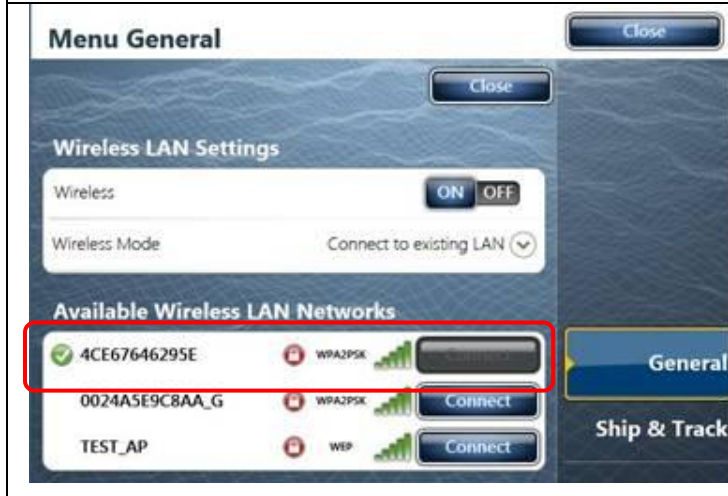 Menu General Close
Close
Wireless LAN Settings
Wireless ON OFF
Wireless Mode Connect to existing LAN
Available Wireless LAN Networks
4CE67646295E WPA2PSK Connect
0024A5E9C8AA_G WPA2PSK Connect
TEST_AP WEP Connect
General
Ship & Track